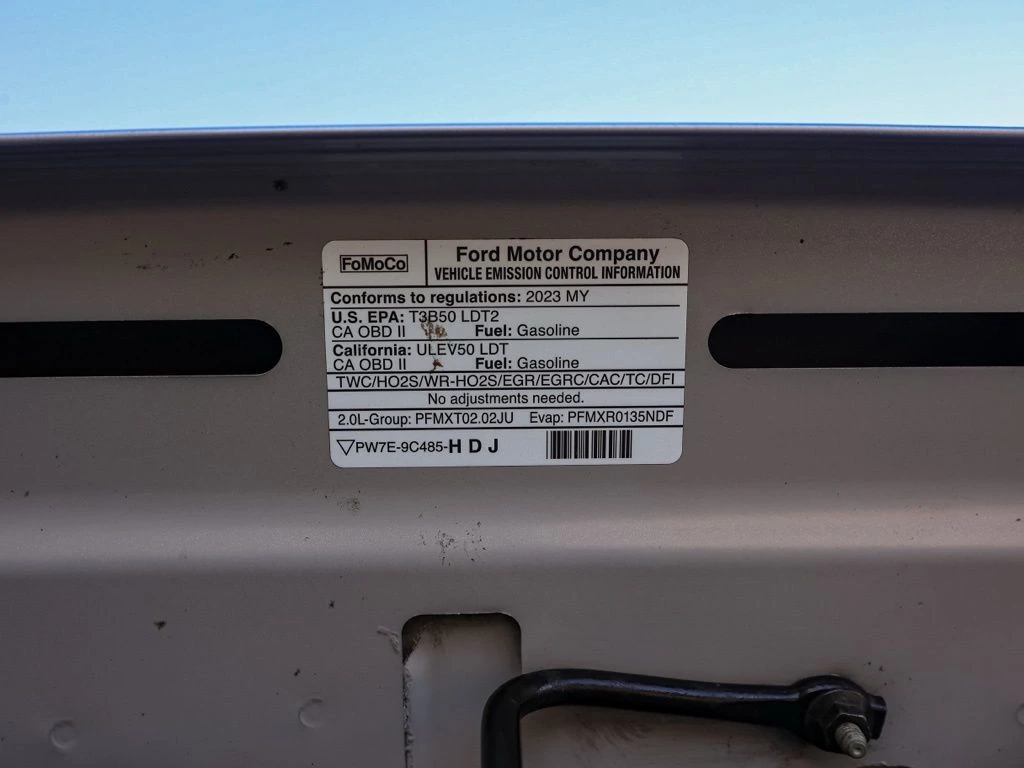 FoMoCo
Ford Motor Company
VEHICLE EMISSION CONTROL INFORMATION
Conforms to regulations: 2023 MY
U.S. EPA: T3B50 LDT2
CA OBD II Fuel: Gasoline
California: ULEV50 LDT
CA OBD II Fuel: Gasoline
TWC/HO2S/WR-HO2S/EGR/EGRC/CAC/TC/DFI
No adjustments needed.
2.0L-Group: PFMXT02.02JU Evap: PFMXR0135NDF
PW7E-9C485-H D J